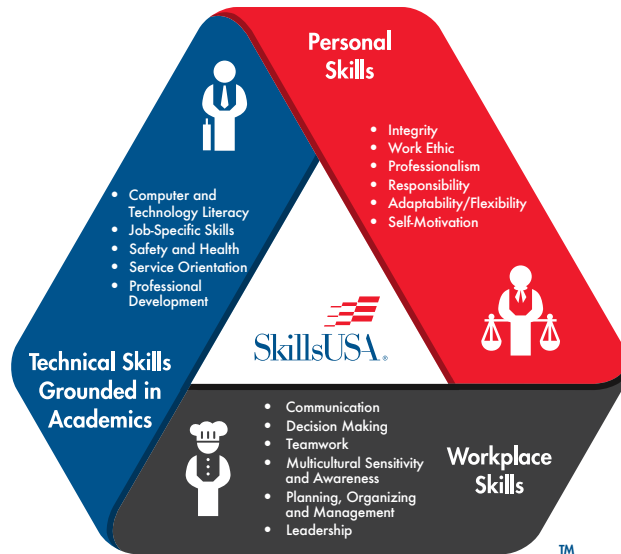 Personal
Skills
• Integrity
• Work Ethic
• Professionalism
• Responsibility
• Adaptability/Flexibility
• Self-Motivation
• Computer and
Technology Literacy
• Job-Specific Skills
• Safety and Health
• Service Orientation
• Professional
Development
Technical Skills
Grounded in
Academics
SkillsUSA®
• Communication
• Decision Making
• Teamwork
• Multicultural Sensitivity
and Awareness
• Planning, Organizing
and Management
• Leadership
Workplace
Skills
TM